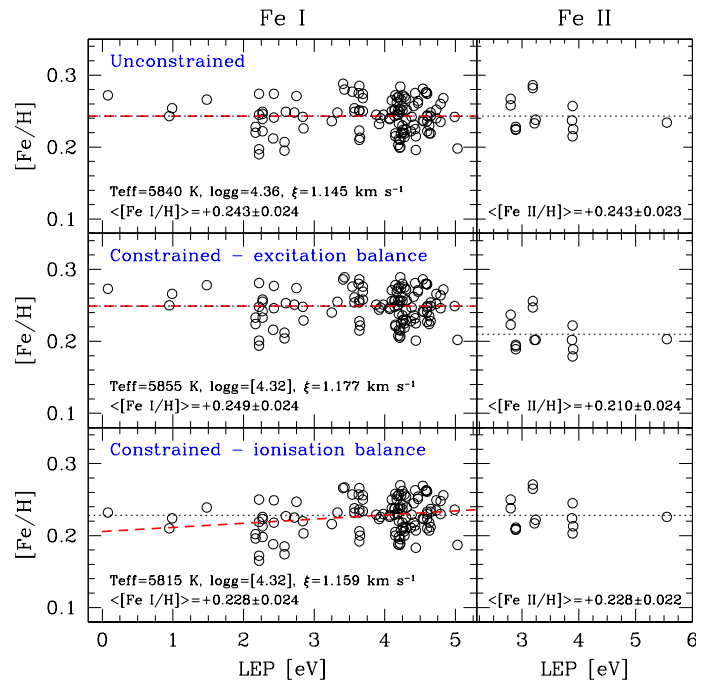 Fe I
Fe II
Unconstrained
[Fe/H]
0.3
0.2
0.1
Teff=5840 K, logg=4.36, ξ=1.145 km s⁻¹
<[Fe I/H]>=+0.243±0.024
<[Fe II/H]>=+0.243±0.023
Constrained – excitation balance
[Fe/H]
0.3
0.2
0.1
Teff=5855 K, logg=[4.32], ξ=1.177 km s⁻¹
<[Fe I/H]>=+0.249±0.024
<[Fe II/H]>=+0.210±0.024
Constrained – ionisation balance
[Fe/H]
0.3
0.2
0.1
Teff=5815 K, logg=[4.32], ξ=1.159 km s⁻¹
<[Fe I/H]>=+0.228±0.024
<[Fe II/H]>=+0.228±0.022
0 1 2 3 4 5
3 4 5 6
LEP [eV]
LEP [eV]